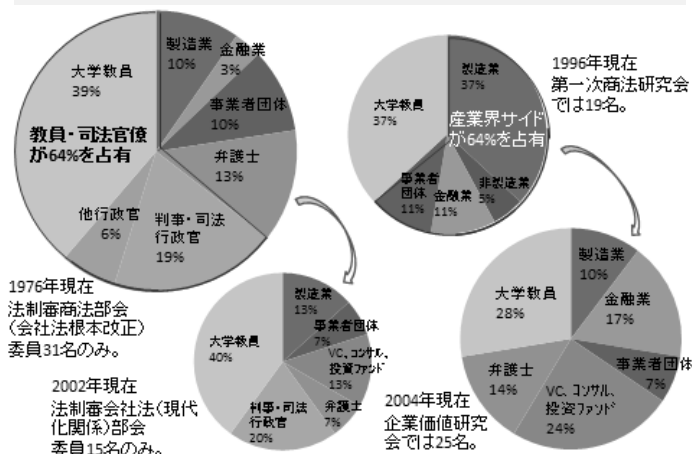 製造業
10%
金融業
3%
事業者団体
10%
弁護士
13%
判事・司法
行政官
19%
他行政官
6%
大学教員
39%
教員・司法官僚
が64%を占有
1976年現在
法制審商法部会
(会社法根本改正)
委員31名のみ。
製造業
37%
産業界サイド
が64%を占有
非製造業
5%
金融業
11%
事業者
団体
11%
大学教員
37%
1996年現在
第一次商法研究会
では19名。
製造業
13%
事業者団体
7%
VC、コンサル、
投資ファンド
13%
弁護士
7%
判事・司法
行政官
20%
大学教員
40%
2002年現在
法制審会社法(現代
化関係)部会
委員15名のみ。
製造業
10%
金融業
17%
事業者団体
7%
VC、コンサル、
投資ファンド
24%
弁護士
14%
大学教員
28%
2004年現在
企業価値研究
会では25名。